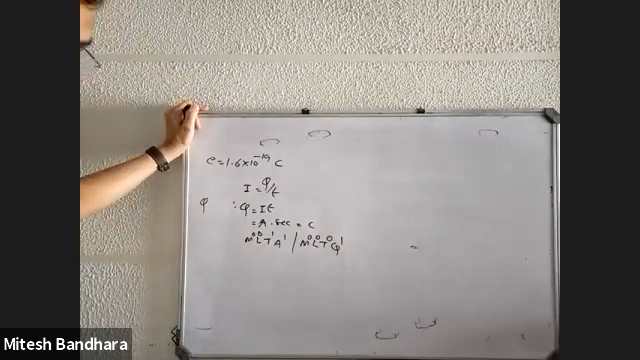 e = 1.6×10⁻¹⁹ C
I = Q/t
Q ∴ Q = It
= A.sec = C
M⁰L⁰T¹A¹ / M⁰L⁰T⁰Q¹
Mitesh Bandhara